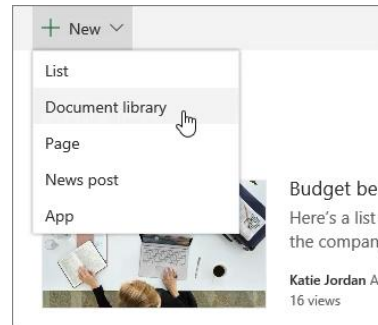 New
List
Document library
Page
News post
App
Budget be
Here's a list
the compan
Katie Jordan A
16 views